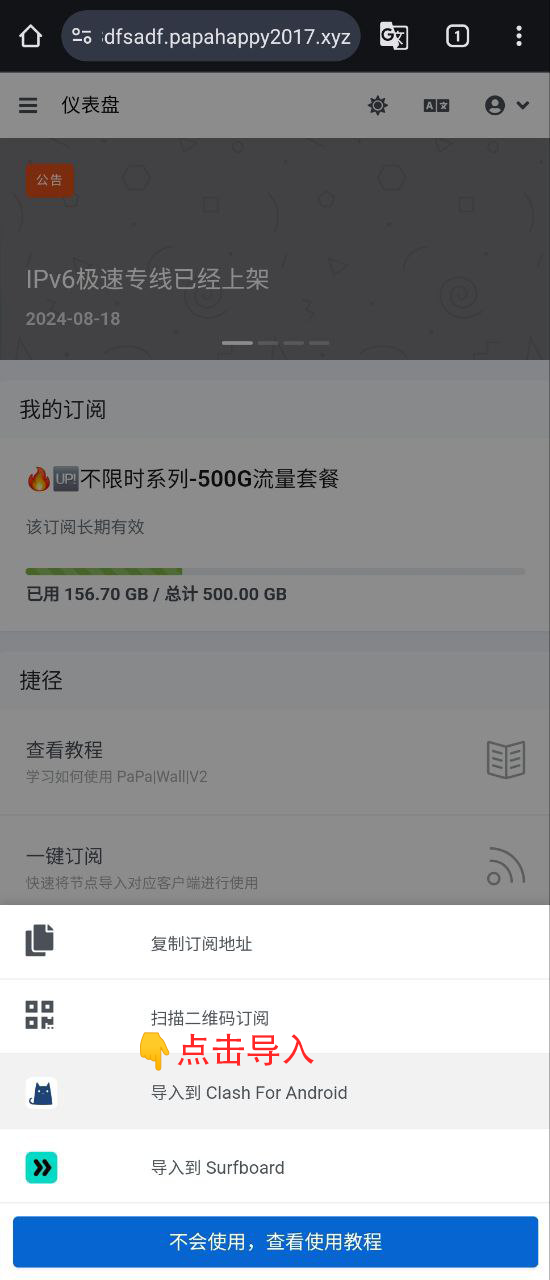 3dfsadf.papahappy2017.xyz
1
仪表盘
公告
IPv6极速专线已经上架
2024-08-18
我的订阅
🔥🆙不限时系列-500G流量套餐
该订阅长期有效
已用 156.70 GB / 总计 500.00 GB
捷径
查看教程
学习如何使用 PaPa|Wall|V2
一键订阅
快速将节点导入对应客户端进行使用
复制订阅地址
扫描二维码订阅
👇点击导入
导入到 Clash For Android
导入到 Surfboard
不会使用，查看使用教程